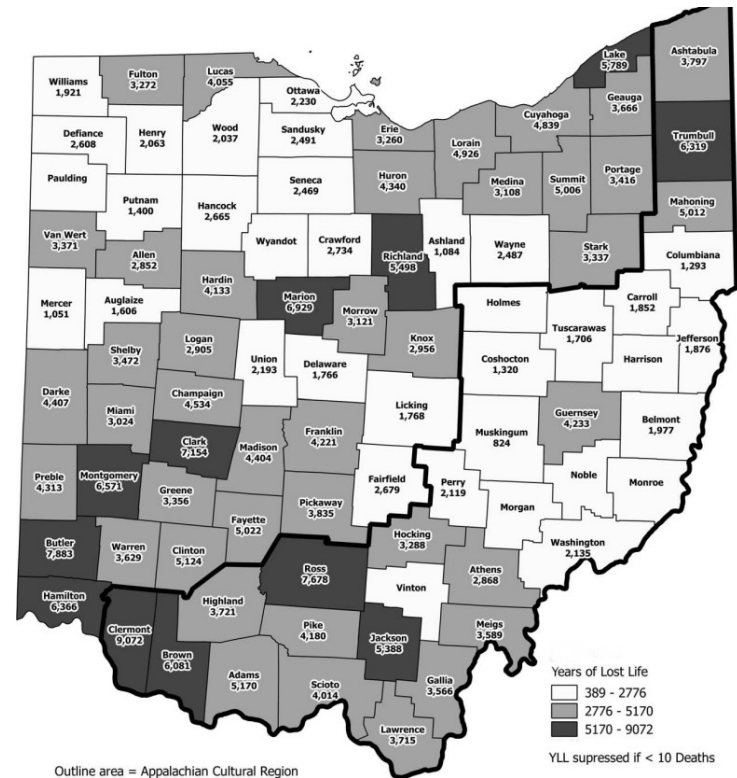 Williams
1,921
Fulton
3,272
Lucas
4,055
Ottawa
2,230
Lake
5,789
Ashtabula
3,797
Geauga
3,666
Cuyahoga
4,839
Defiance
2,608
Henry
2,063
Wood
2,037
Sandusky
2,491
Erie
3,260
Lorain
4,926
Trumbull
6,319
Paulding
Seneca
2,469
Huron
4,340
Medina
3,108
Summit
5,006
Portage
3,416
Putnam
1,400
Hancock
2,665
Mahoning
5,012
Van Wert
3,371
Allen
2,852
Wyandot
Crawford
2,734
Richland
5,498
Ashland
1,084
Wayne
2,487
Stark
3,337
Columbiana
1,293
Hardin
4,133
Mercer
1,051
Auglaize
1,606
Marion
6,929
Morrow
3,121
Holmes
Carroll
1,852
Tuscarawas
1,706
Jefferson
1,876
Shelby
3,472
Logan
2,905
Union
2,193
Delaware
1,766
Knox
2,956
Coshocton
1,320
Harrison
Darke
4,407
Miami
3,024
Champaign
4,534
Licking
1,768
Guernsey
4,233
Belmont
1,977
Clark
7,154
Madison
4,404
Franklin
4,221
Muskingum
824
Preble
4,313
Montgomery
6,571
Greene
3,356
Fayette
5,022
Pickaway
3,835
Fairfield
2,679
Perry
2,119
Noble
Monroe
Morgan
Butler
7,883
Warren
3,629
Clinton
5,124
Hocking
3,288
Washington
2,135
Ross
7,678
Athens
2,868
Vinton
Hamilton
6,366
Highland
3,721
Clermont
9,072
Brown
6,081
Pike
4,180
Jackson
5,388
Meigs
3,589
Adams
5,170
Scioto
4,014
Gallia
3,566
Lawrence
3,715
Years of Lost Life
389 - 2776
2776 - 5170
5170 - 9072
YLL supressed if < 10 Deaths
Outline area = Appalachian Cultural Region